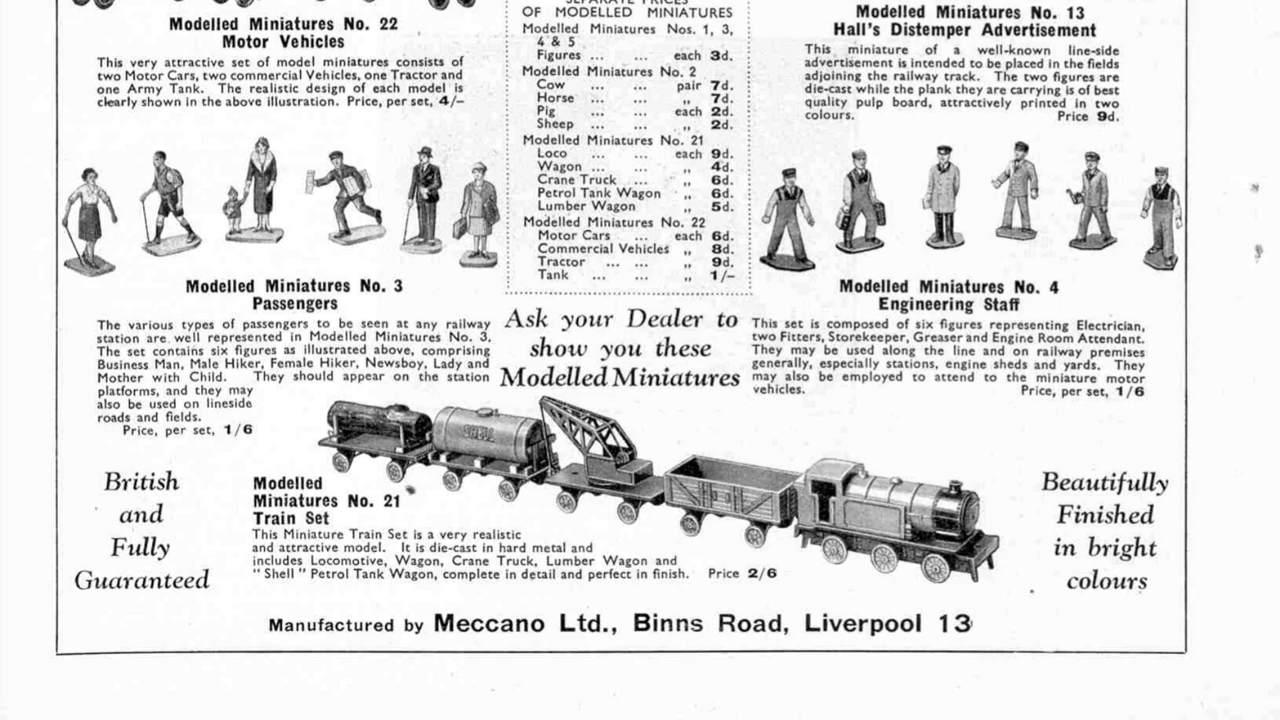 Modelled Miniatures No. 22
Motor Vehicles
This very attractive set of model miniatures consists of
two Motor Cars, two commercial Vehicles, one Tractor and
one Army Tank. The realistic design of each model is
clearly shown in the above illustration. Price, per set, 4/–
SEPARATE PRICES
OF MODELLED MINIATURES
Modelled Miniatures Nos. 1, 3,
4 & 5
Figures ... ... each 3d.
Modelled Miniatures No. 2
Cow ... ... pair 7d.
Horse ... ... „ 7d.
Pig ... ... each 2d.
Sheep ... ... „ 2d.
Modelled Miniatures No. 21
Loco ... ... each 9d.
Wagon ... ... „ 4d.
Crane Truck ... „ 6d.
Petrol Tank Wagon „ 6d.
Lumber Wagon „ 5d.
Modelled Miniatures No. 22
Motor Cars ... each 6d.
Commercial Vehicles „ 8d.
Tractor ... ... „ 9d.
Tank ... ... „ 1/–
Modelled Miniatures No. 13
Hall's Distemper Advertisement
This miniature of a well-known line-side
advertisement is intended to be placed in the fields
adjoining the railway track. The two figures are
die-cast while the plank they are carrying is of best
quality pulp board, attractively printed in two
colours. Price 9d.
Modelled Miniatures No. 3
Passengers
The various types of passengers to be seen at any railway
station are well represented in Modelled Miniatures No. 3.
The set contains six figures as illustrated above, comprising
Business Man, Male Hiker, Female Hiker, Newsboy, Lady and
Mother with Child. They should appear on the station
platforms, and they may
also be used on lineside
roads and fields.
Price, per set, 1/6
Ask your Dealer to
show you these
Modelled Miniatures
Modelled Miniatures No. 4
Engineering Staff
This set is composed of six figures representing Electrician,
two Fitters, Storekeeper, Greaser and Engine Room Attendant.
They may be used along the line and on railway premises
generally, especially stations, engine sheds and yards. They
may also be employed to attend to the miniature motor
vehicles. Price, per set, 1/6
SHELL
British
and
Fully
Guaranteed
Modelled
Miniatures No. 21
Train Set
This Miniature Train Set is a very realistic
and attractive model. It is die-cast in hard metal and
includes Locomotive, Wagon, Crane Truck, Lumber Wagon and
"Shell" Petrol Tank Wagon, complete in detail and perfect in finish. Price 2/6
Beautifully
Finished
in bright
colours
Manufactured by Meccano Ltd., Binns Road, Liverpool 13